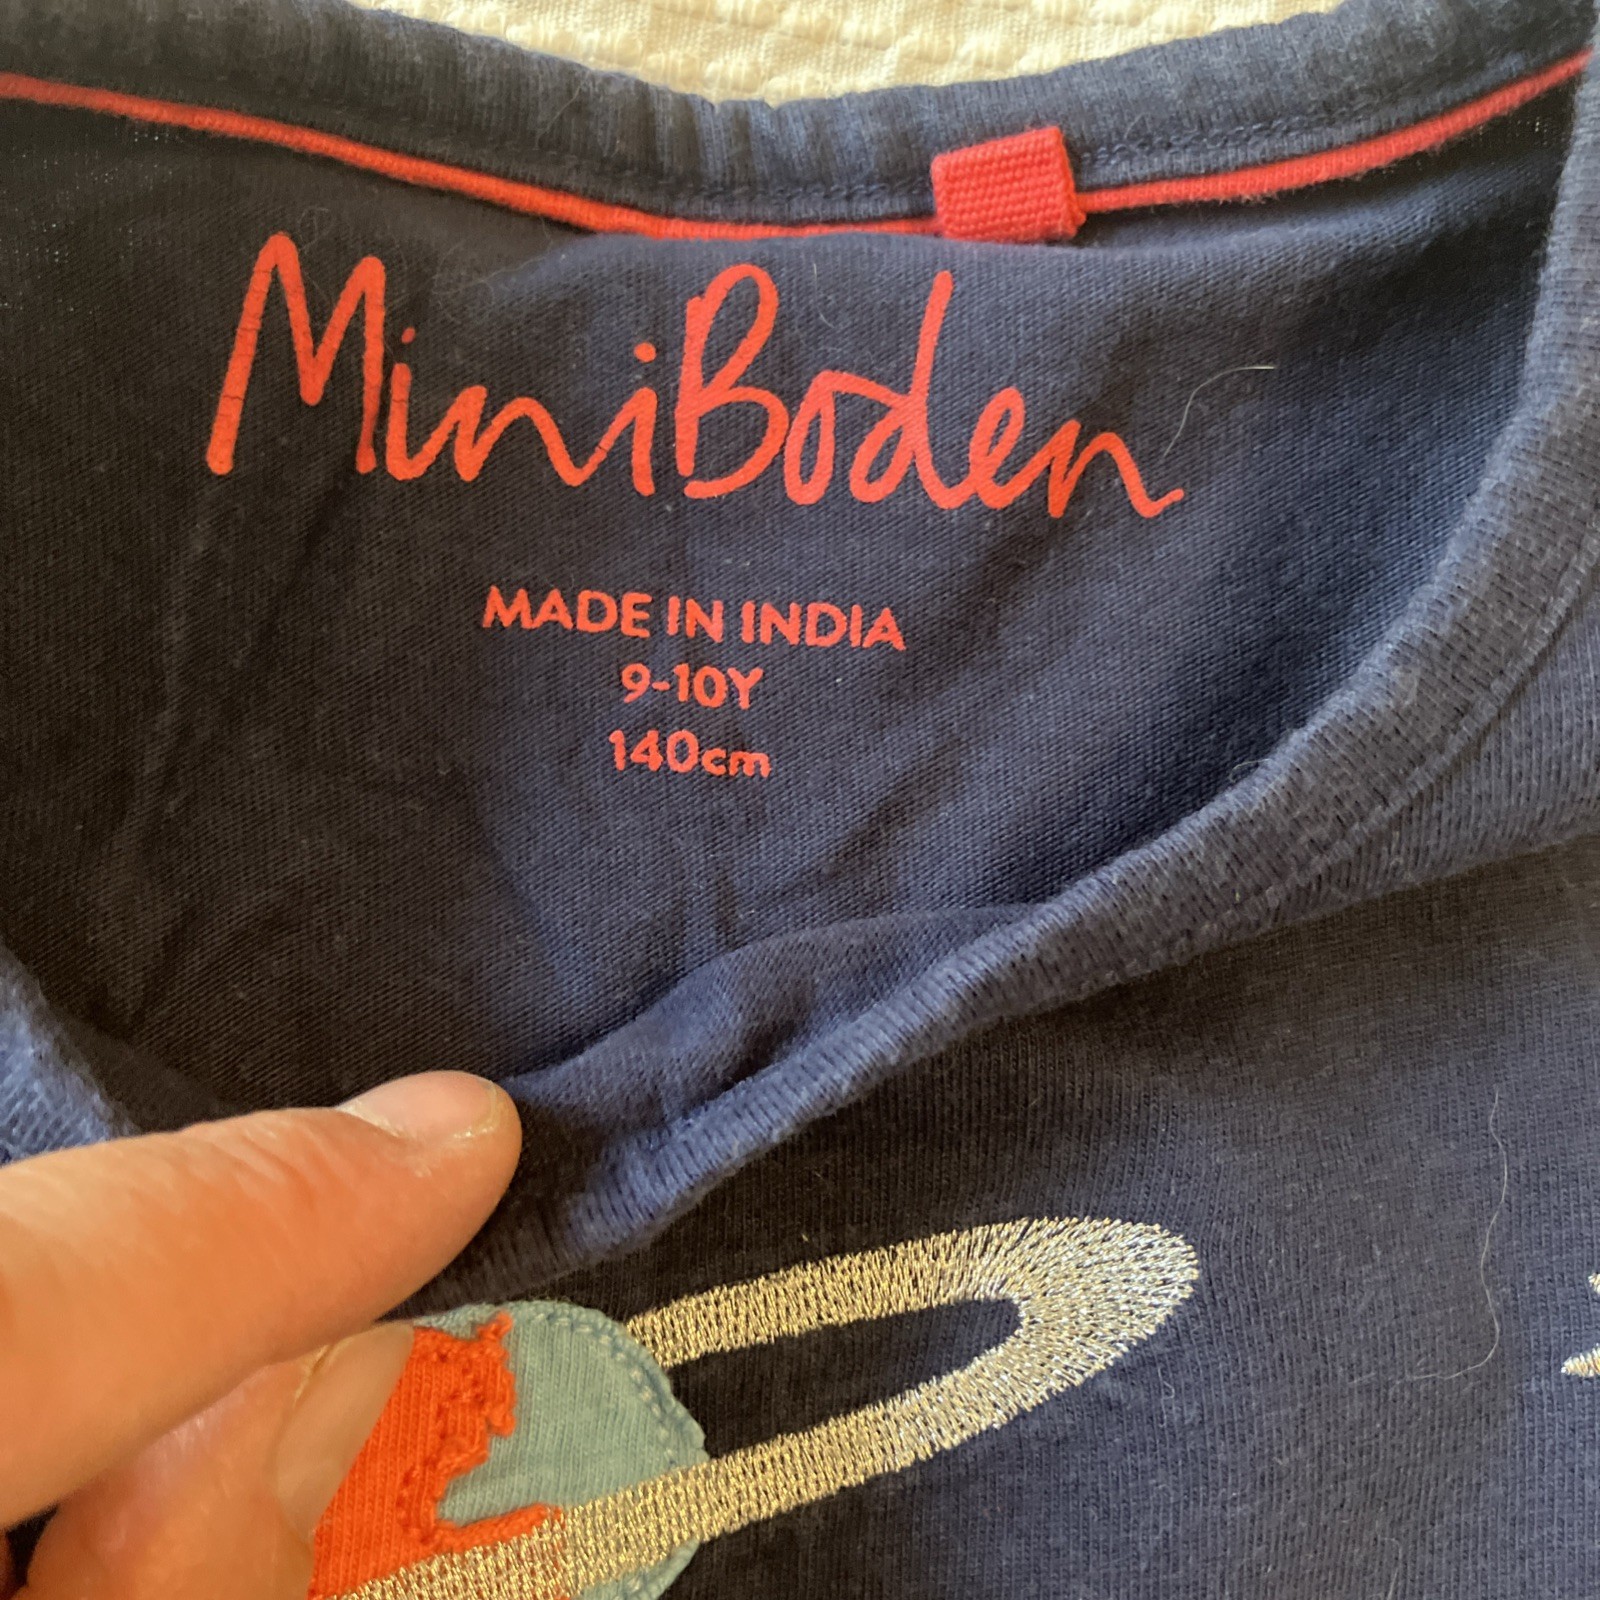 MiniBoden
MADE IN INDIA
9-10Y
140cm